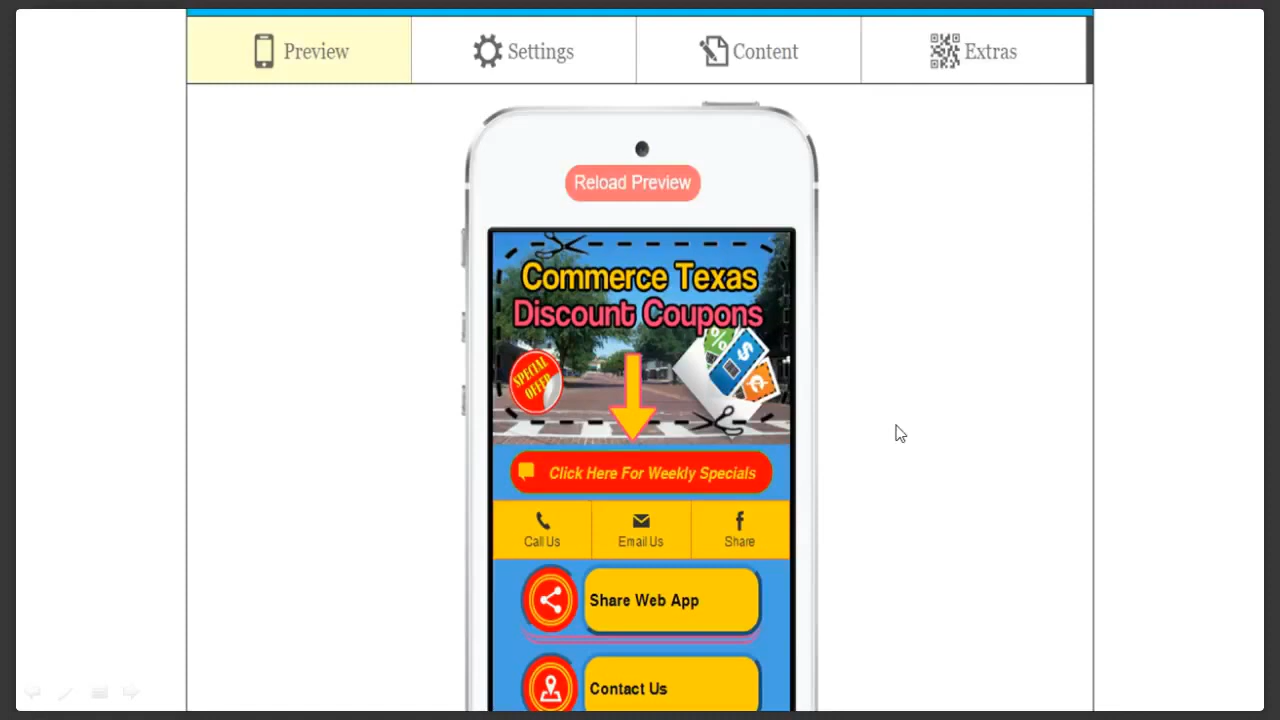 Preview
Settings
Content
Extras
Reload Preview
Commerce Texas
Discount Coupons
SPECIAL
OFFER
%
$
Click Here For Weekly Specials
Call Us
Email Us
Share
Share Web App
Contact Us